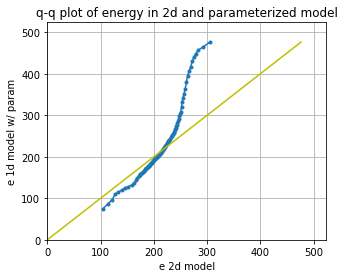 q-q plot of energy in 2d and parameterized model
500
400
300
200
100
0
0 100 200 300 400 500
e 1d model w/ param
e 2d model